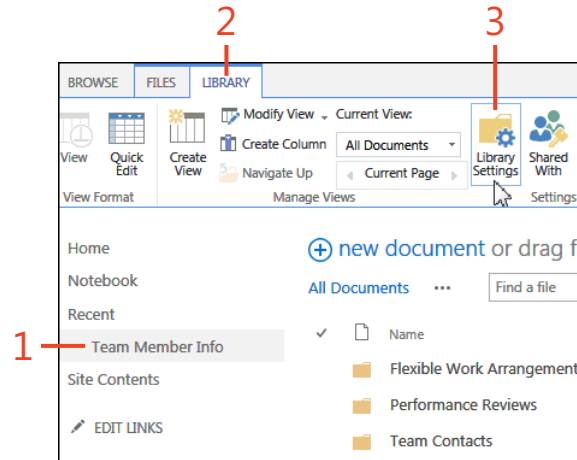 2
3
BROWSE FILES LIBRARY
View
Quick
Edit
View Format
Create
View
Modify View
Create Column
Navigate Up
Current View:
All Documents
Current Page
Manage Views
Library
Settings
Shared
With
Settings
Home
Notebook
Recent
1
Team Member Info
Site Contents
EDIT LINKS
new document or drag f
All Documents ... Find a file
Name
Flexible Work Arrangement
Performance Reviews
Team Contacts